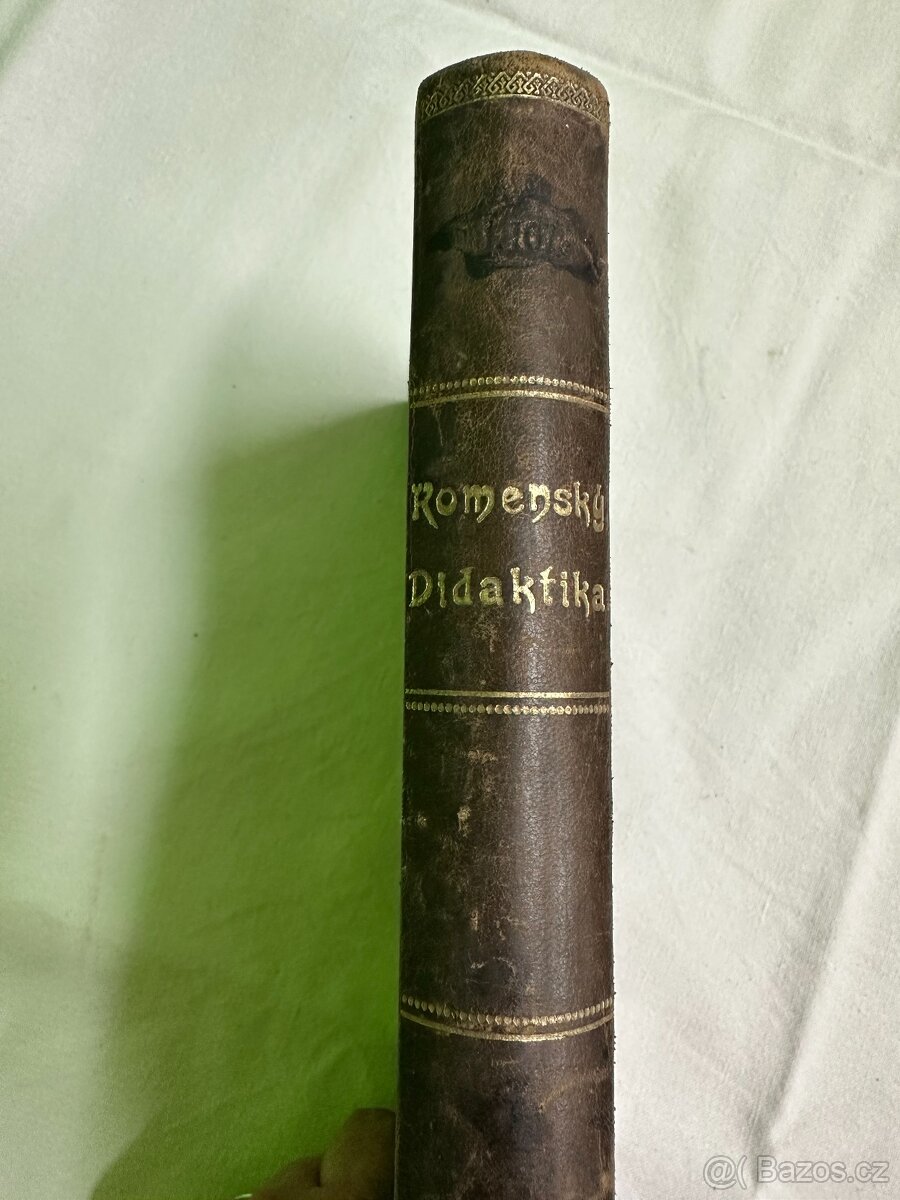 Komenský
Didaktika
@( Bazos.cz